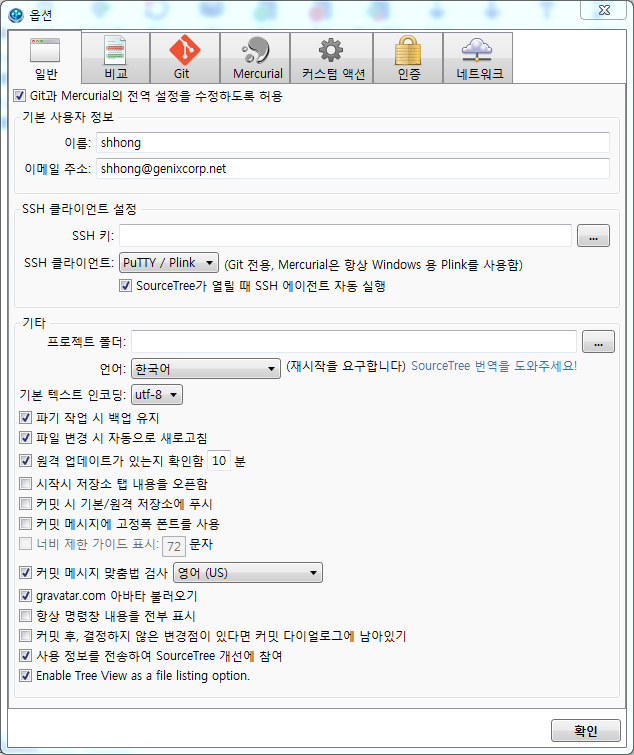 옵션
일반 비교 Git Mercurial 커스텀 액션 인증 네트워크
Git과 Mercurial의 전역 설정을 수정하도록 허용
기본 사용자 정보
이름: shhong
이메일 주소: shhong@genixcorp.net
SSH 클라이언트 설정
SSH 키: ...
SSH 클라이언트: PuTTY / Plink (Git 전용, Mercurial은 항상 Windows 용 Plink를 사용함)
SourceTree가 열릴 때 SSH 에이전트 자동 실행
기타
프로젝트 폴더: ...
언어: 한국어 (재시작을 요구합니다) SourceTree 번역을 도와주세요!
기본 텍스트 인코딩: utf-8
파기 작업 시 백업 유지
파일 변경 시 자동으로 새로고침
원격 업데이트가 있는지 확인함 10 분
시작시 저장소 탭 내용을 오픈함
커밋 시 기본/원격 저장소에 푸시
커밋 메시지에 고정폭 폰트를 사용
너비 제한 가이드 표시: 72 문자
커밋 메시지 맞춤법 검사 영어 (US)
gravatar.com 아바타 불러오기
항상 명령창 내용을 전부 표시
커밋 후, 결정하지 않은 변경점이 있다면 커밋 다이얼로그에 남아있기
사용 정보를 전송하여 SourceTree 개선에 참여
Enable Tree View as a file listing option.
확인